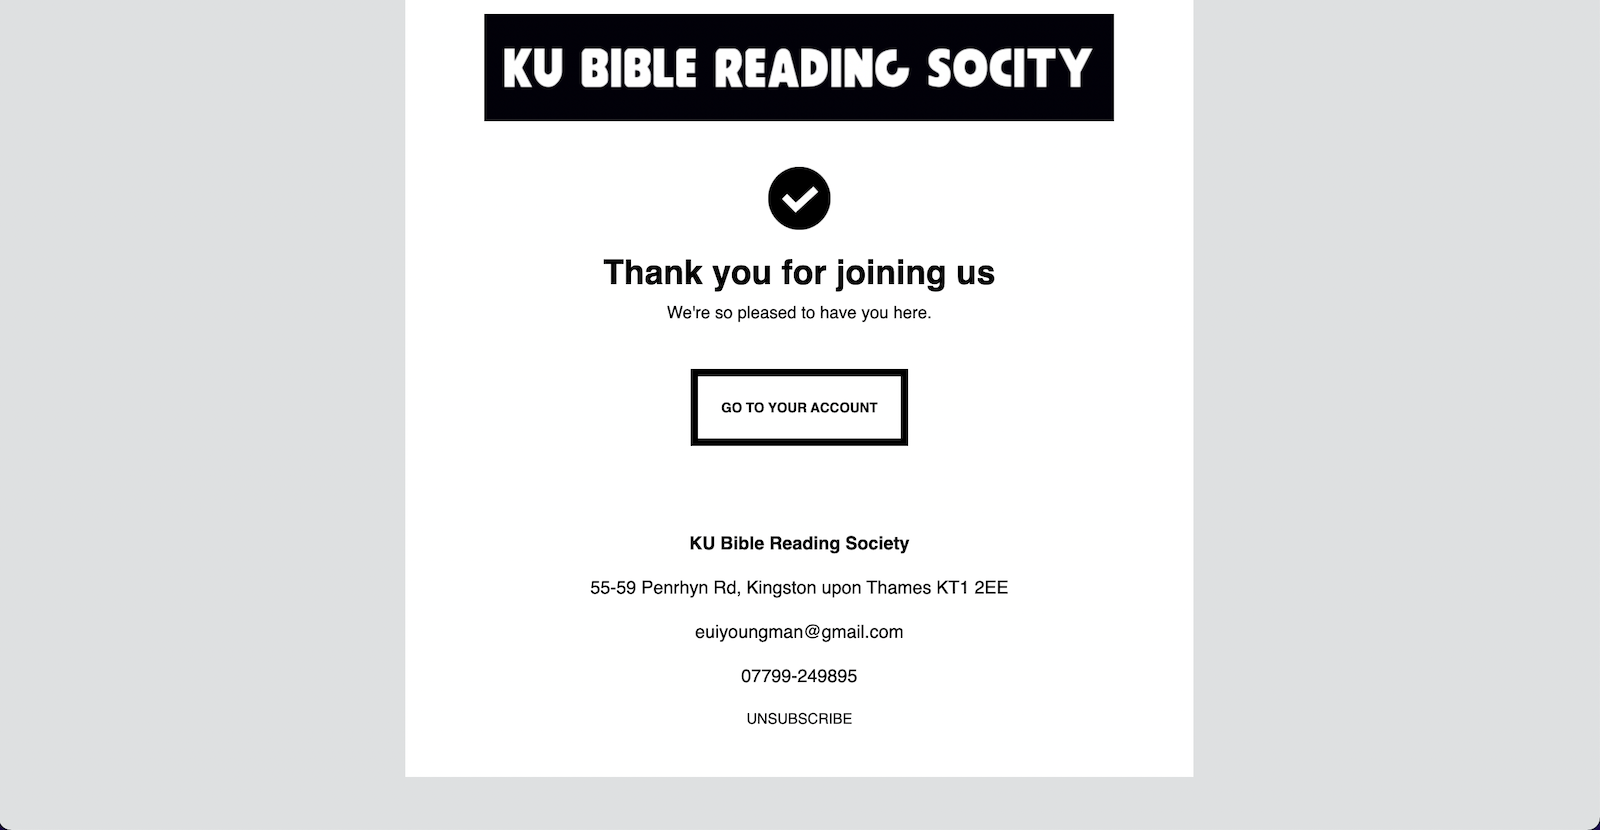 KU BIBLE READING SOCITY
Thank you for joining us
We're so pleased to have you here.
GO TO YOUR ACCOUNT
KU Bible Reading Society
55-59 Penrhyn Rd, Kingston upon Thames KT1 2EE
euiyoungman@gmail.com
07799-249895
UNSUBSCRIBE